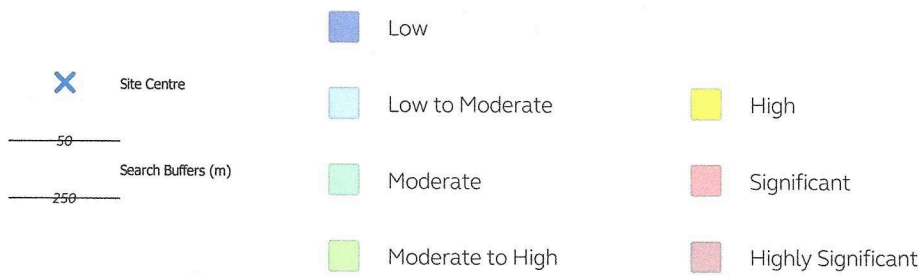 Site Centre
50
Search Buffers (m)
250
Low
Low to Moderate
Moderate
Moderate to High
High
Significant
Highly Significant